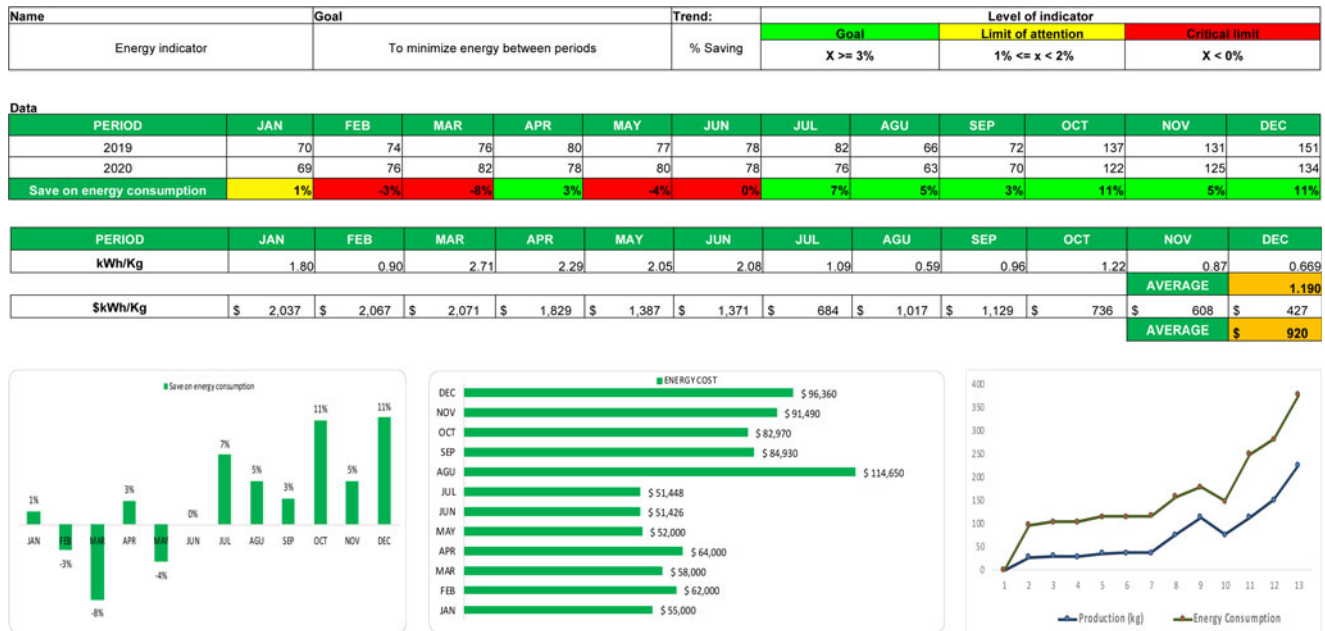 Name Goal Trend: Level of indicator
Goal Limit of attention Critical limit
Energy indicator To minimize energy between periods % Saving X >= 3% 1% <= x < 2% X < 0%
Data
PERIOD JAN FEB MAR APR MAY JUN JUL AGU SEP OCT NOV DEC
2019 70 74 76 80 77 78 82 66 72 137 131 151
2020 69 76 82 78 80 78 76 63 70 122 125 134
Save on energy consumption 1% -3% -8% 3% -4% 0% 7% 5% 3% 11% 5% 11%
PERIOD JAN FEB MAR APR MAY JUN JUL AGU SEP OCT NOV DEC
kWh/Kg 1.80 0.90 2.71 2.29 2.05 2.08 1.09 0.59 0.96 1.22 0.87 0.669
AVERAGE 1.190
$kWh/Kg $ 2,037 $ 2,067 $ 2,071 $ 1,829 $ 1,387 $ 1,371 $ 684 $ 1,017 $ 1,129 $ 736 $ 608 $ 427
AVERAGE $ 920
Save on energy consumption
11% 11%
7%
5% 5%
3% 3%
1%
0%
JAN FEB MAR APR MAY JUN JUL AGU SEP OCT NOV DEC
-3%
-4%
-8%
ENERGY COST
DEC $ 96,360
NOV $ 91,490
OCT $ 82,970
SEP $ 84,930
AGU $ 114,650
JUL $ 51,448
JUN $ 51,426
MAY $ 52,000
APR $ 64,000
MAR $ 58,000
FEB $ 62,000
JAN $ 55,000
400
350
300
250
200
150
100
50
0
1 2 3 4 5 6 7 8 9 10 11 12 13
Production (kg) Energy Consumption